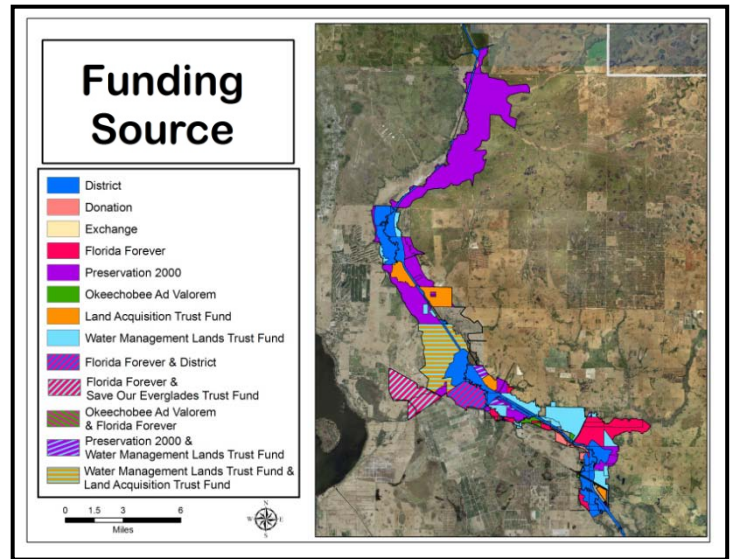 Funding
Source
District
Donation
Exchange
Florida Forever
Preservation 2000
Okeechobee Ad Valorem
Land Acquisition Trust Fund
Water Management Lands Trust Fund
Florida Forever & District
Florida Forever &
Save Our Everglades Trust Fund
Okeechobee Ad Valorem
& Florida Forever
Preservation 2000 &
Water Management Lands Trust Fund
Water Management Lands Trust Fund &
Land Acquisition Trust Fund
0 1.5 3 6
Miles
N
W E
S